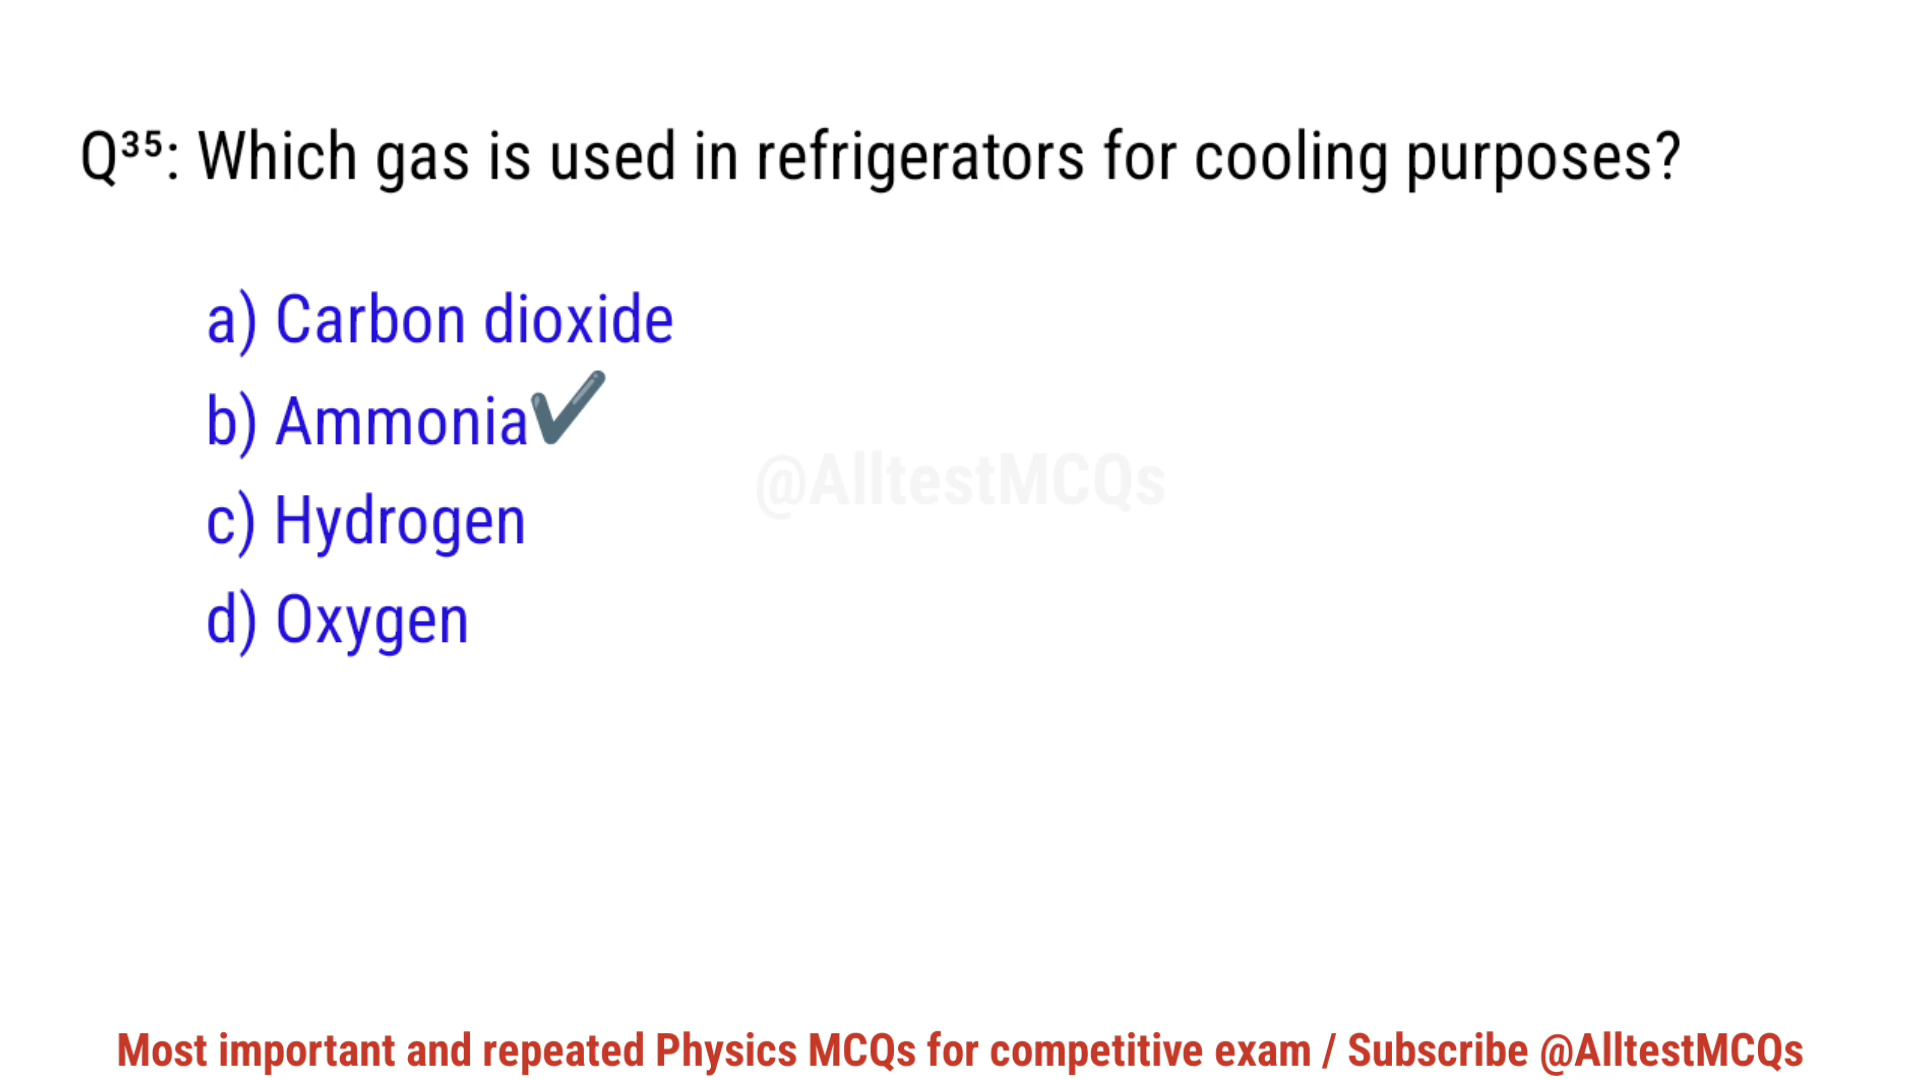 Q³⁵: Which gas is used in refrigerators for cooling purposes?
a) Carbon dioxide
b) Ammonia✔
@AlltestMCQs
c) Hydrogen
d) Oxygen
Most important and repeated Physics MCQs for competitive exam / Subscribe @AlltestMCQs